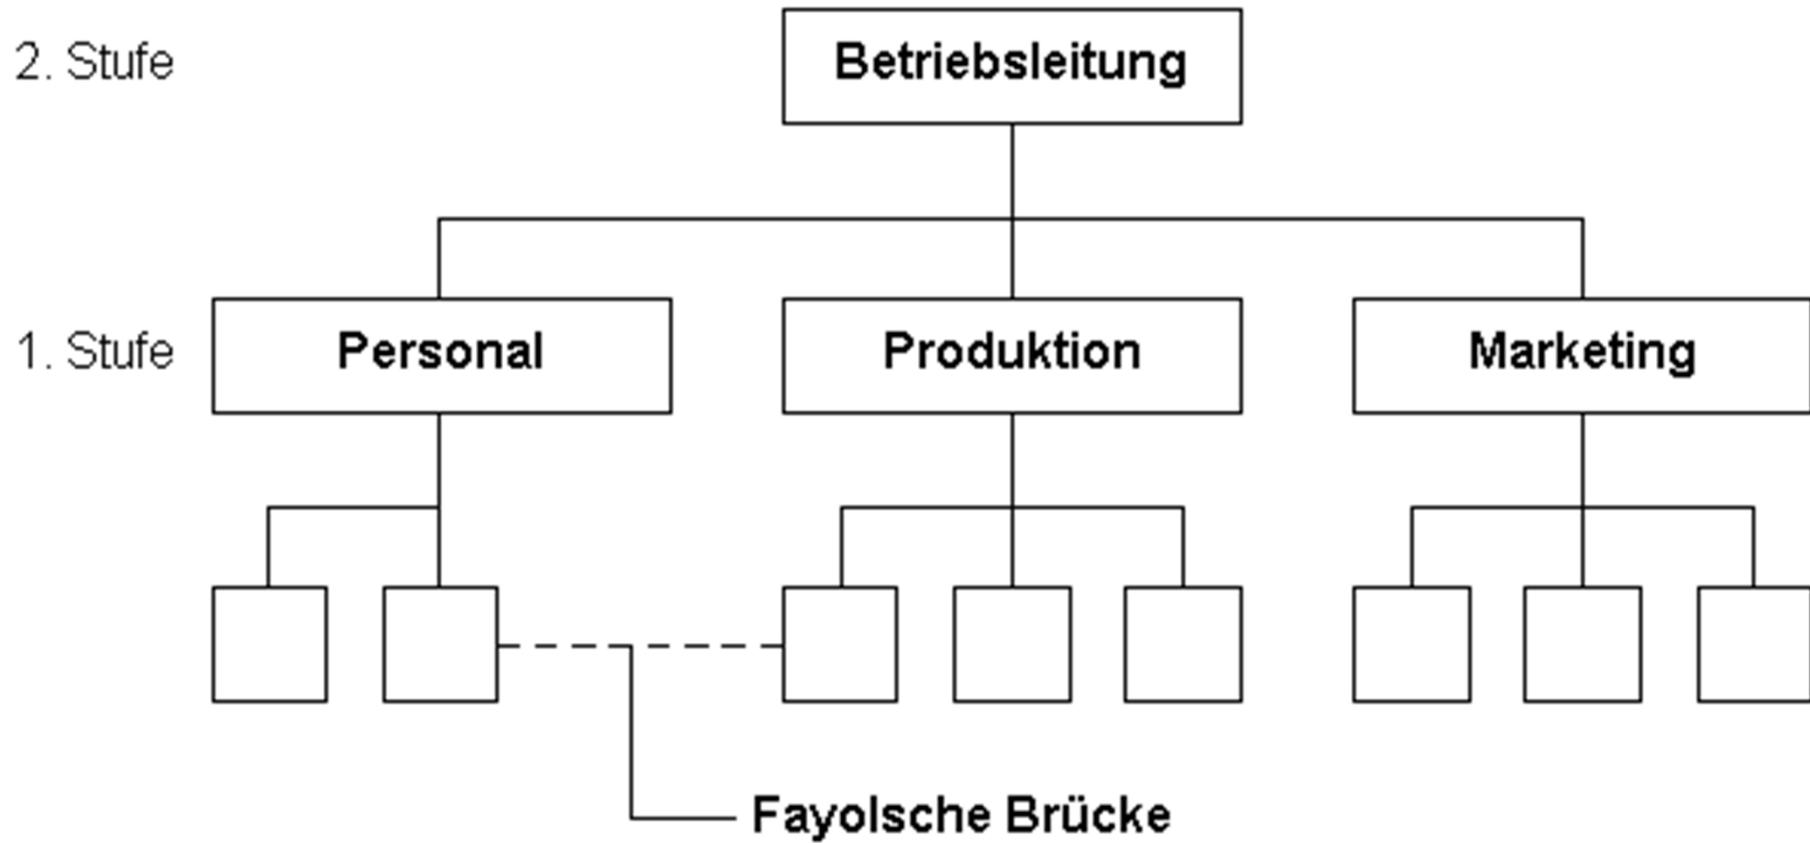 2. Stufe
Betriebsleitung
1. Stufe
Personal
Produktion
Marketing
Fayolsche Brücke